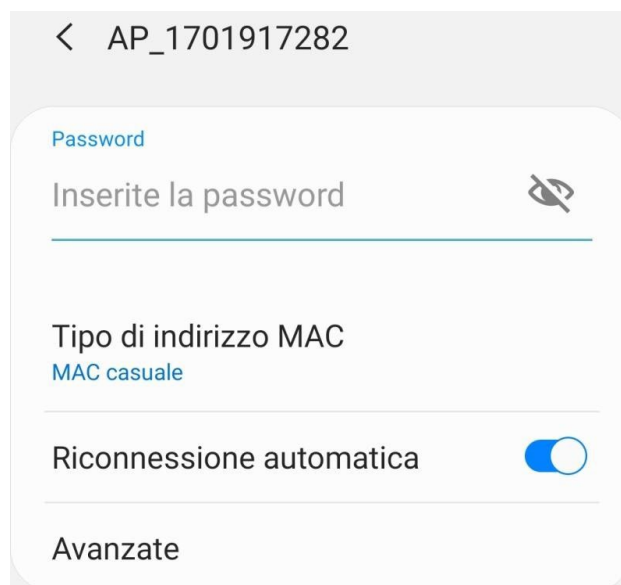 AP_1701917282
Password
Inserite la password
Tipo di indirizzo MAC
MAC casuale
Riconnessione automatica
Avanzate